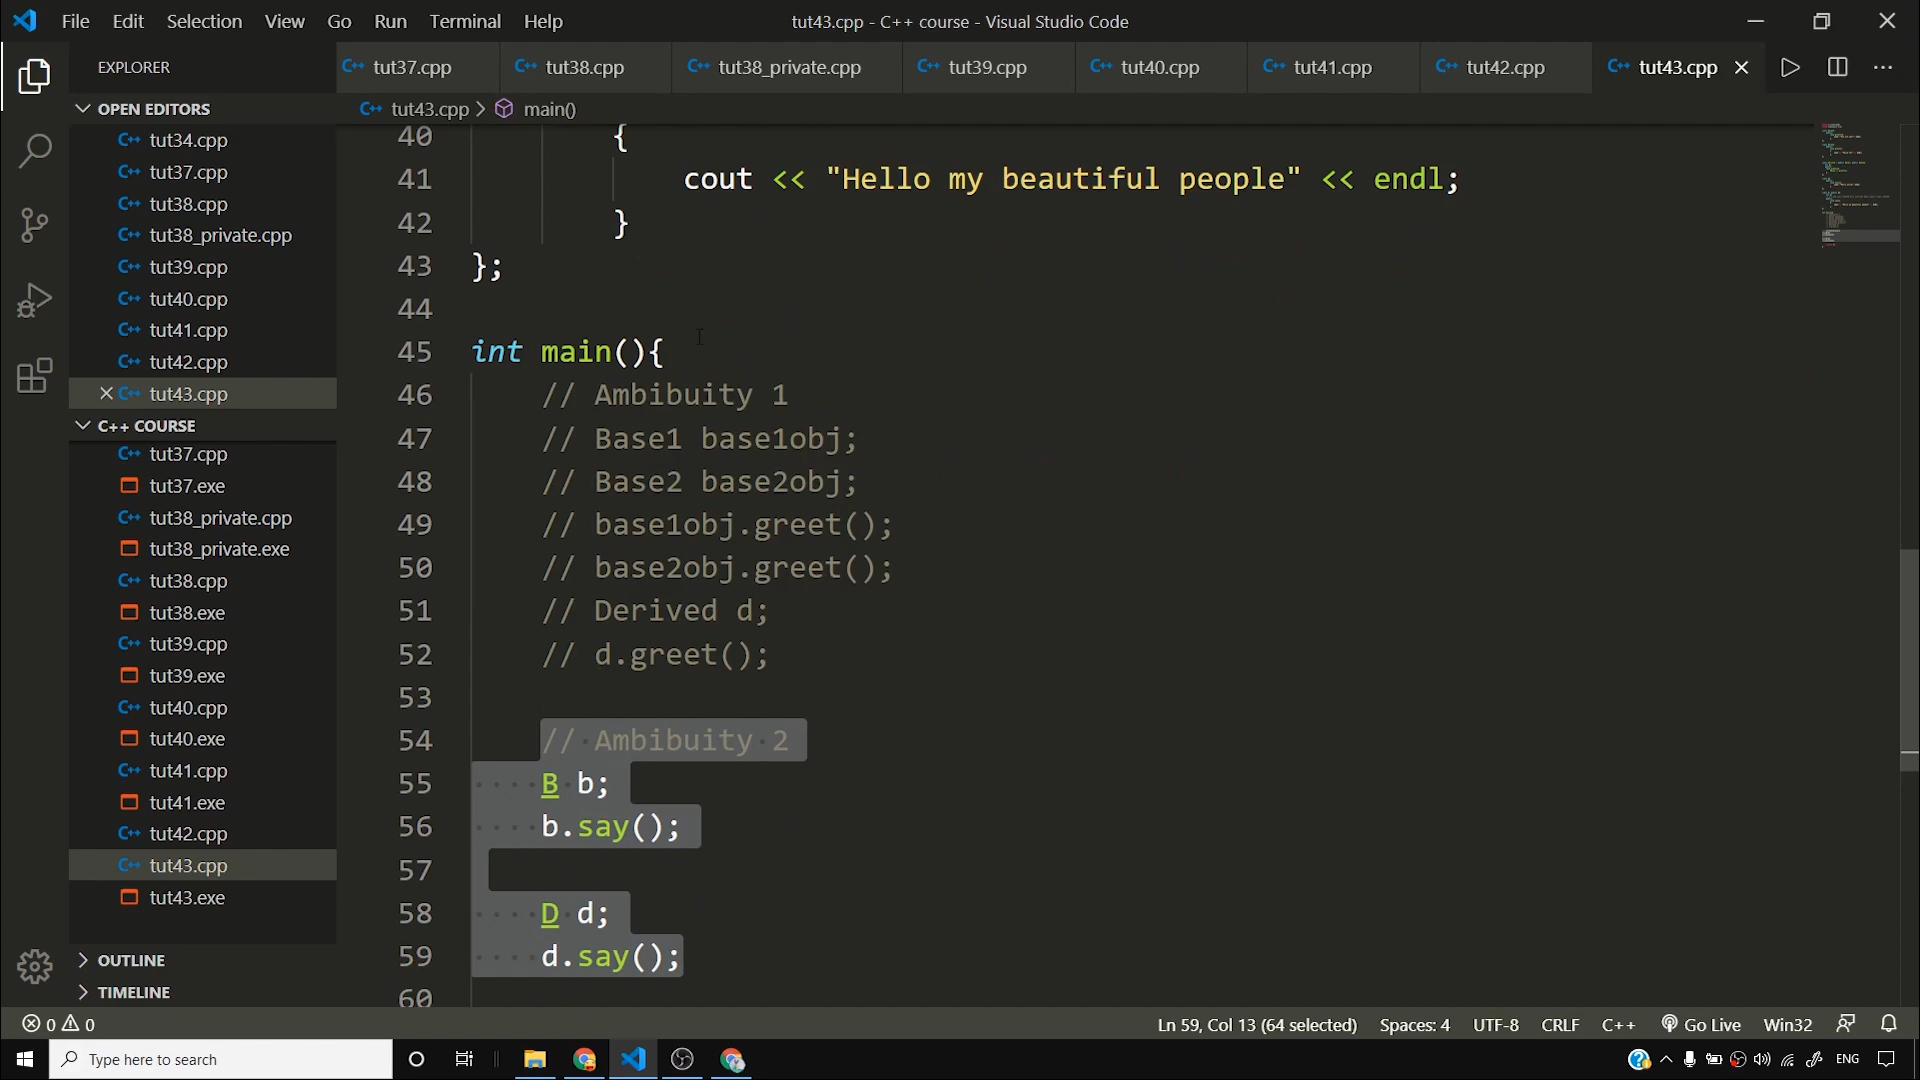 File Edit Selection View Go Run Terminal Help
tut43.cpp - C++ course - Visual Studio Code
EXPLORER
OPEN EDITORS
tut34.cpp
tut37.cpp
tut38.cpp
tut38_private.cpp
tut39.cpp
tut40.cpp
tut41.cpp
tut42.cpp
tut43.cpp
C++ COURSE
tut37.cpp
tut37.exe
tut38_private.cpp
tut38_private.exe
tut38.cpp
tut38.exe
tut39.cpp
tut39.exe
tut40.cpp
tut40.exe
tut41.cpp
tut41.exe
tut42.cpp
tut43.cpp
tut43.exe
OUTLINE
TIMELINE
tut37.cpp tut38.cpp tut38_private.cpp tut39.cpp tut40.cpp tut41.cpp tut42.cpp tut43.cpp
tut43.cpp > main()
40 {
41 cout << "Hello my beautiful people" << endl;
42 }
43 };
44
45 int main(){
46 // Ambibuity 1
47 // Base1 base1obj;
48 // Base2 base2obj;
49 // base1obj.greet();
50 // base2obj.greet();
51 // Derived d;
52 // d.greet();
53
54 // Ambibuity 2
55 B b;
56 b.say();
57
58 D d;
59 d.say();
60
0 0 Ln 59, Col 13 (64 selected) Spaces: 4 UTF-8 CRLF C++ Go Live Win32
Type here to search
ENG